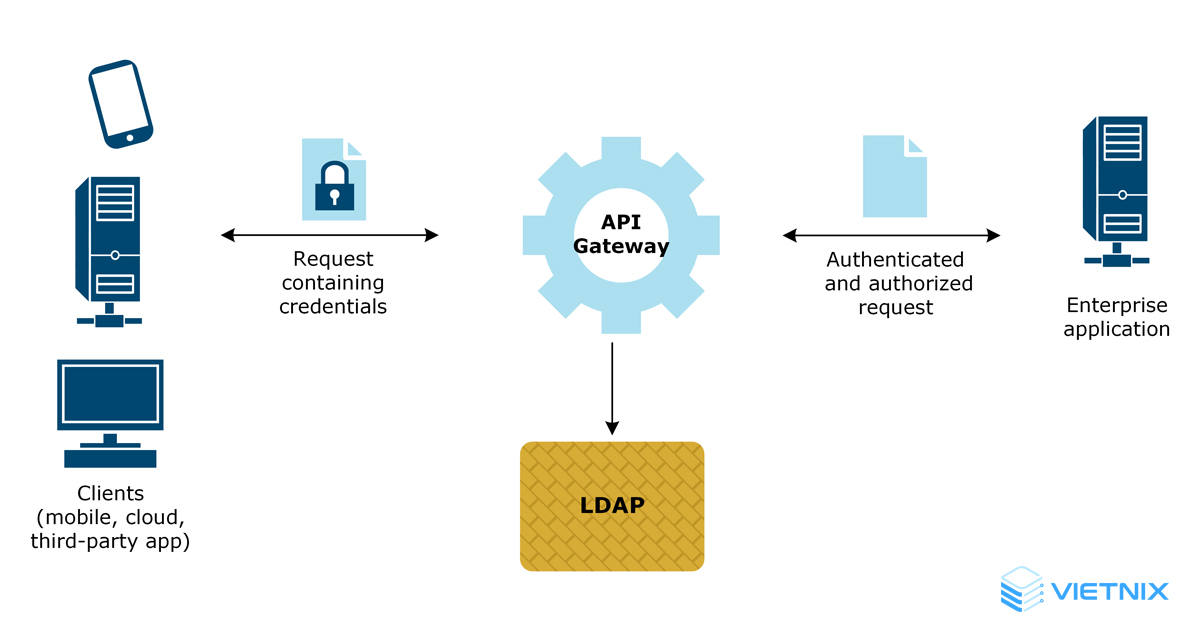 API
Gateway
Request
containing
credentials
Authenticated
and authorized
request
Enterprise
application
LDAP
Clients
(mobile, cloud,
third-party app)
VIETNIX